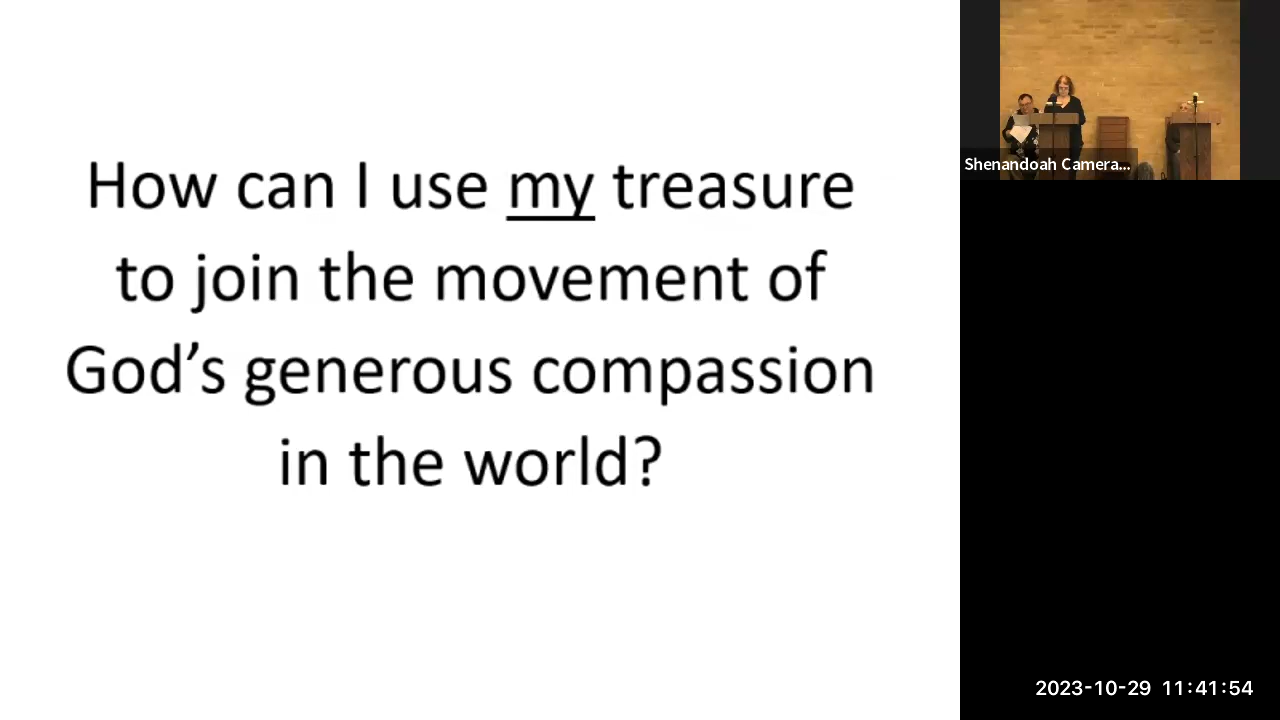 How can I use my treasure
to join the movement of
God’s generous compassion
in the world?
Shenandoah Camera...
2023-10-29 11:41:54